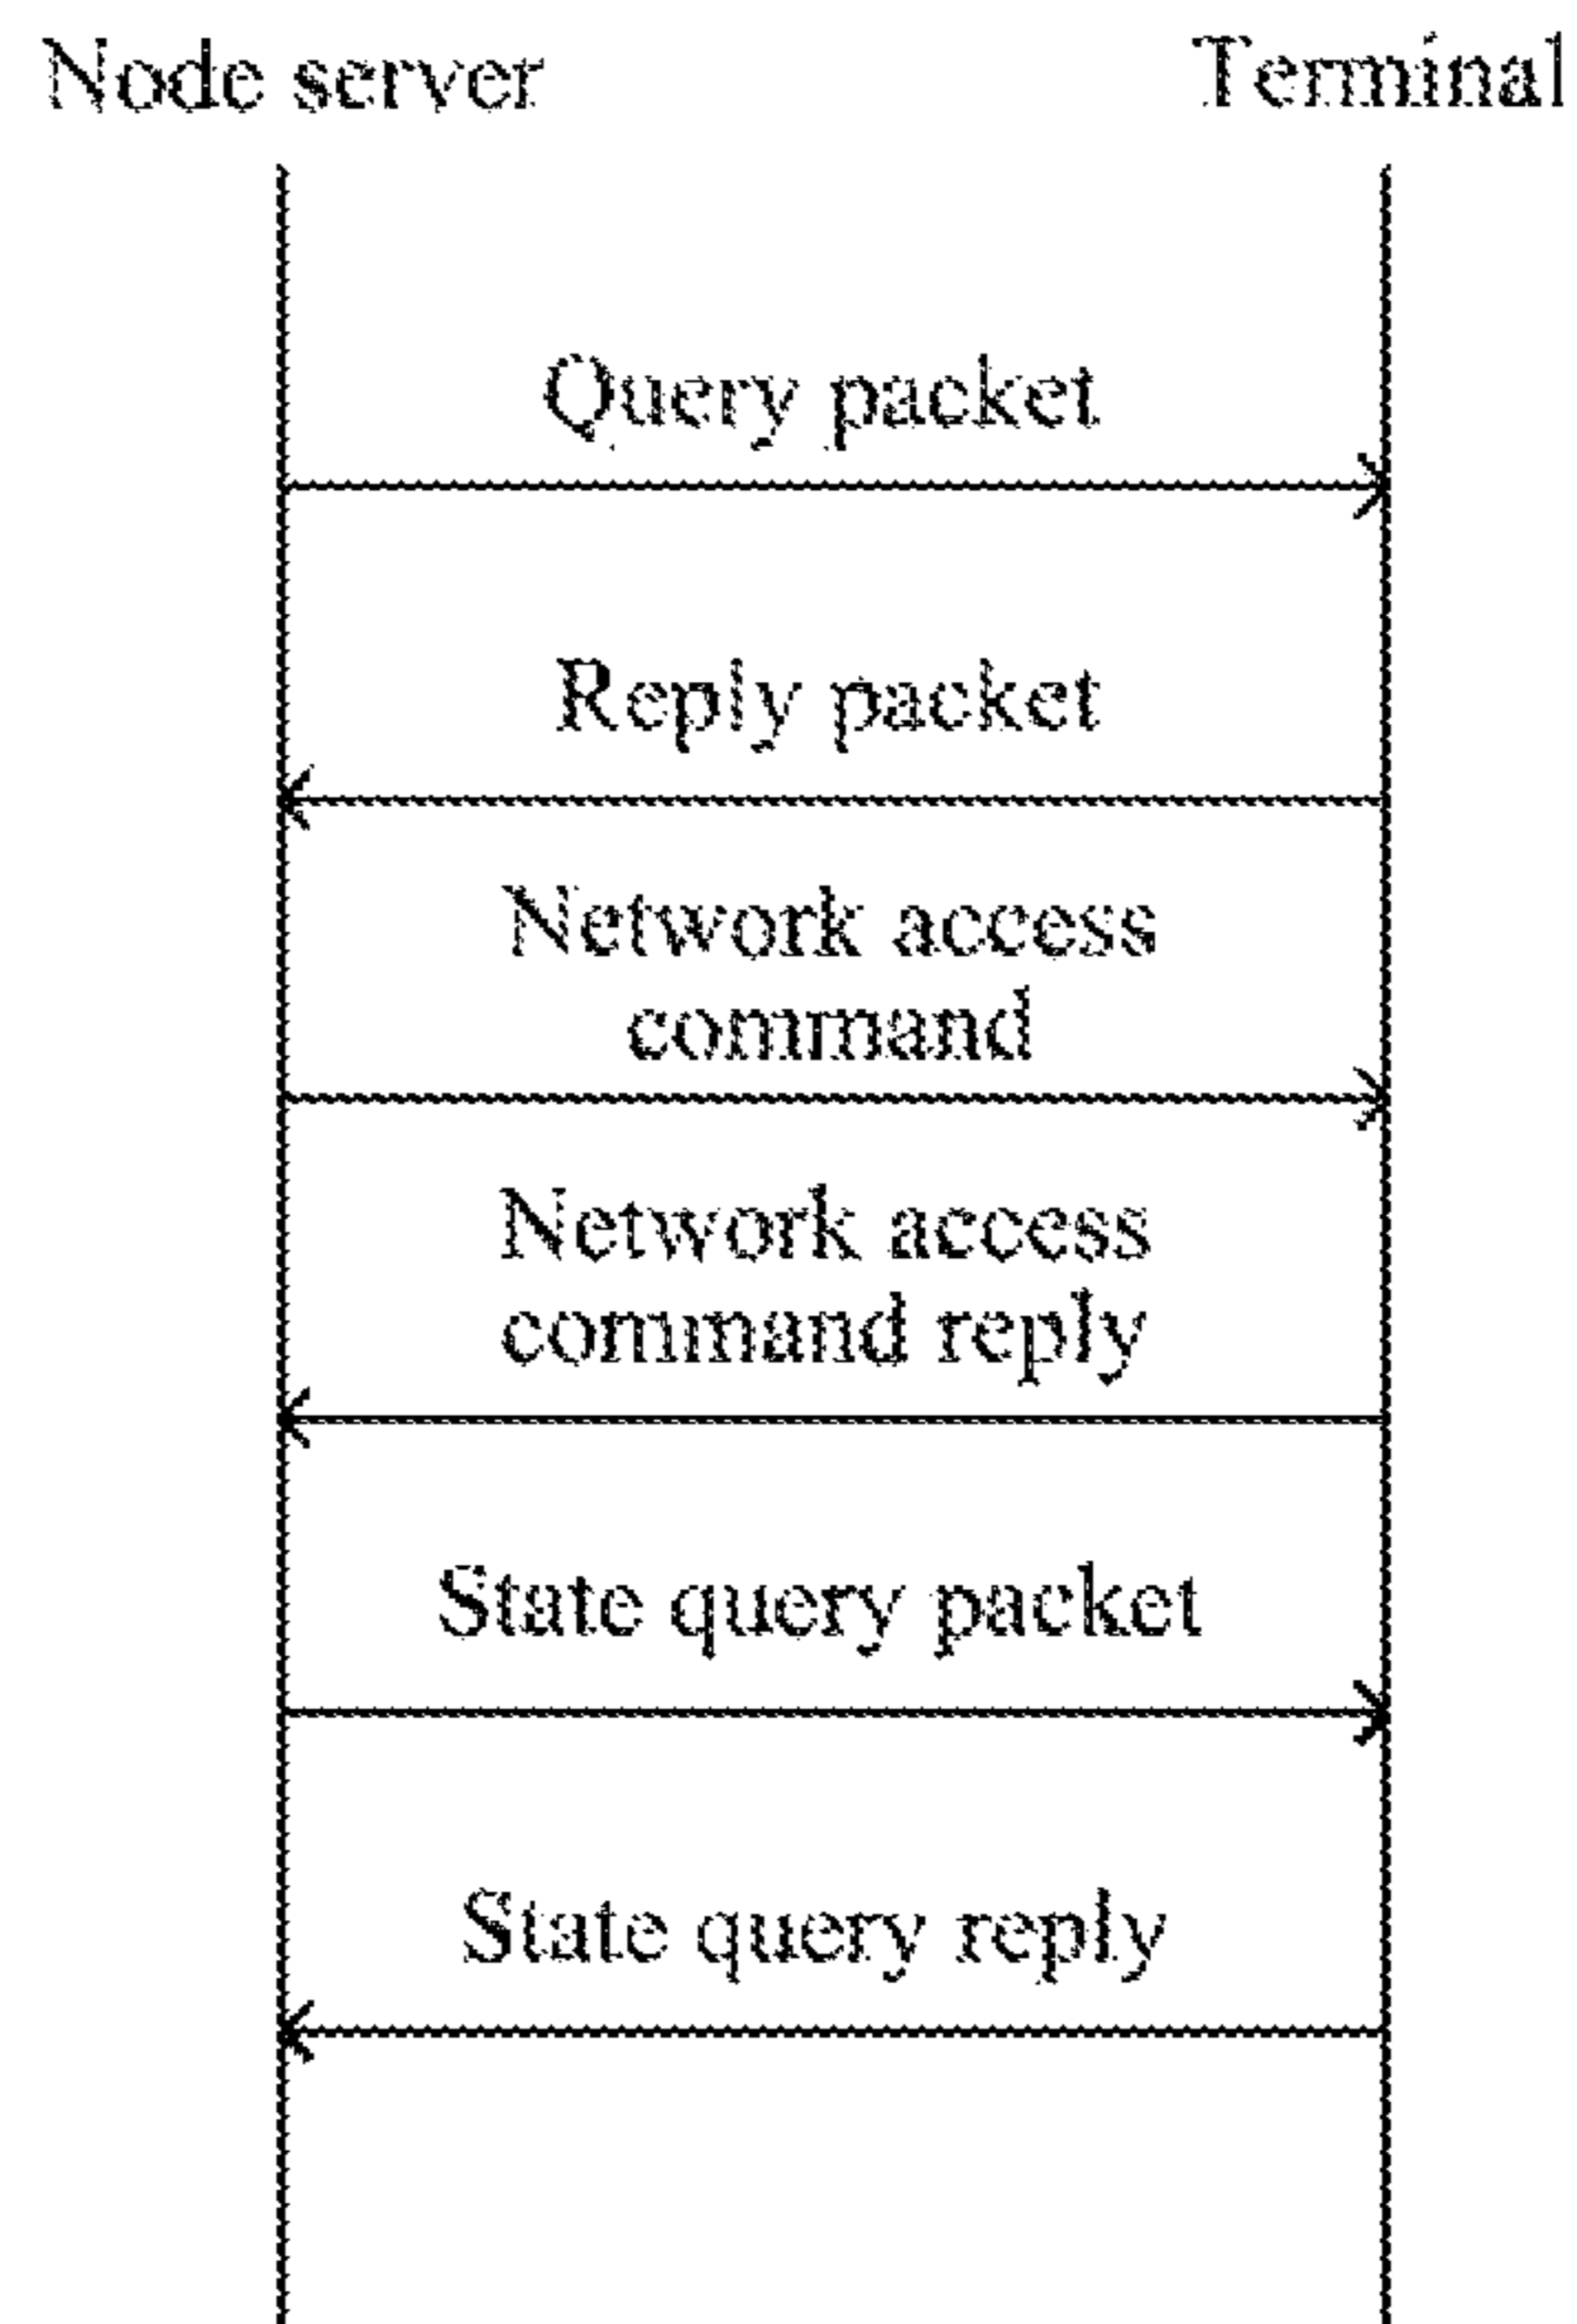 Node server
Terminal
Query packet
Reply packet
Network access
command
Network access
command reply
State query packet
State query reply